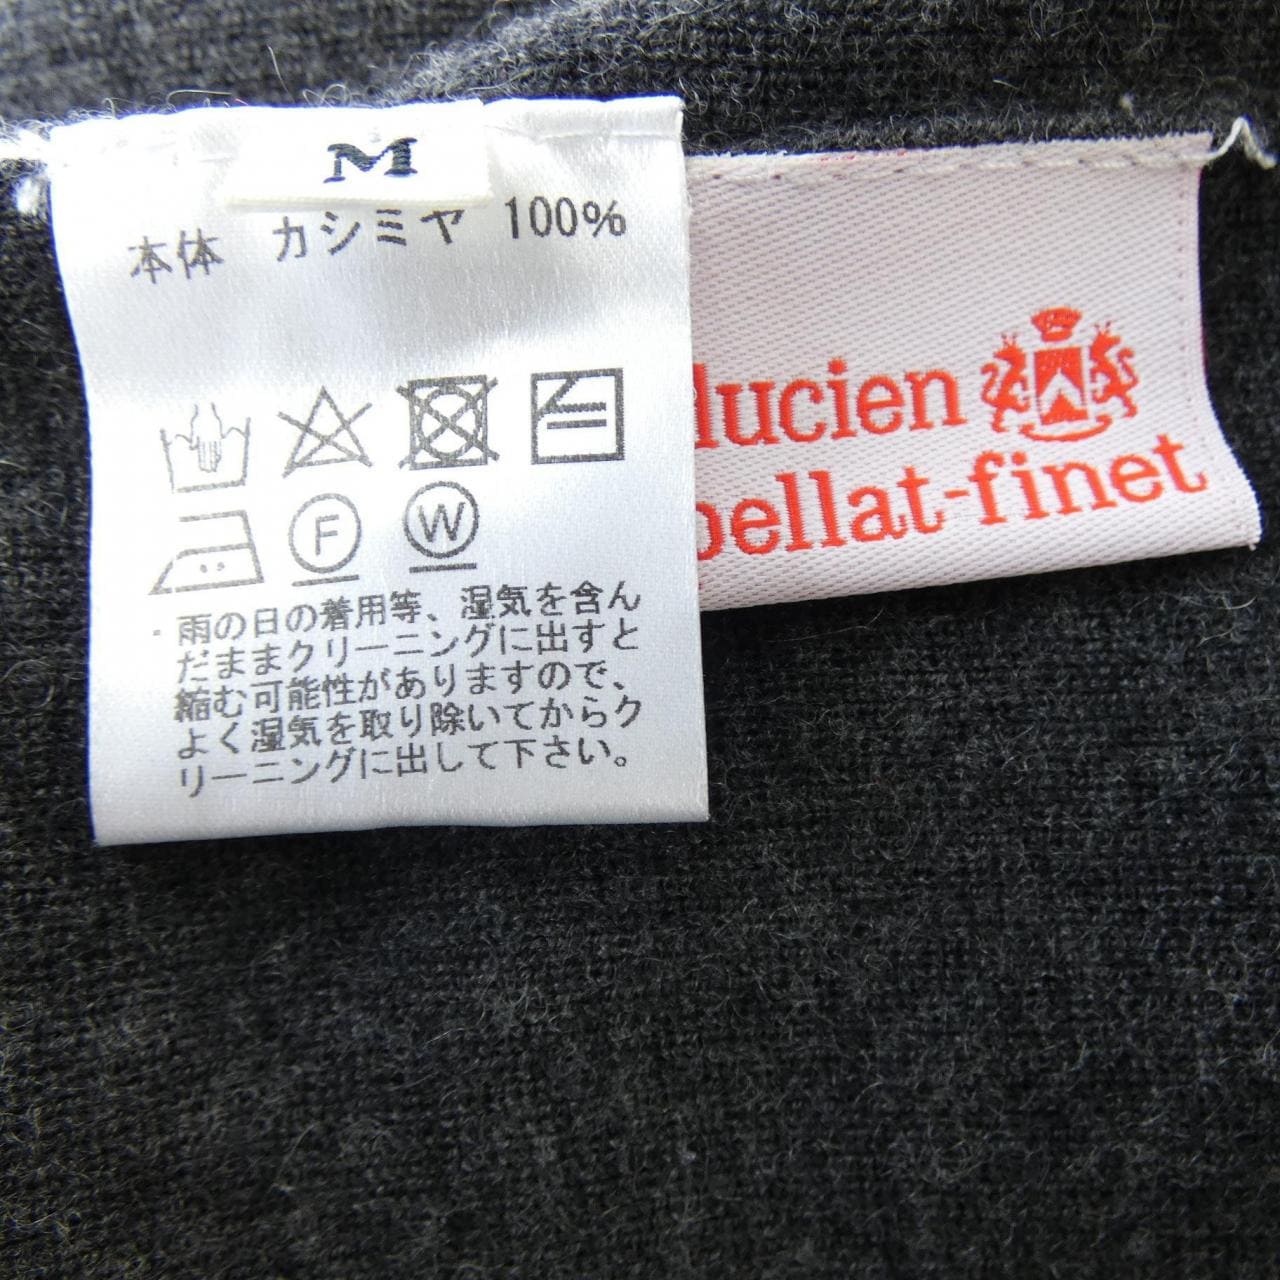 M
本体 カシミヤ 100%
F W
・雨の日の着用等、湿気を含ん
だままクリーニングに出すと
縮む可能性がありますので、
よく湿気を取り除いてからク
リーニングに出して下さい。
lucien
pellat-finet